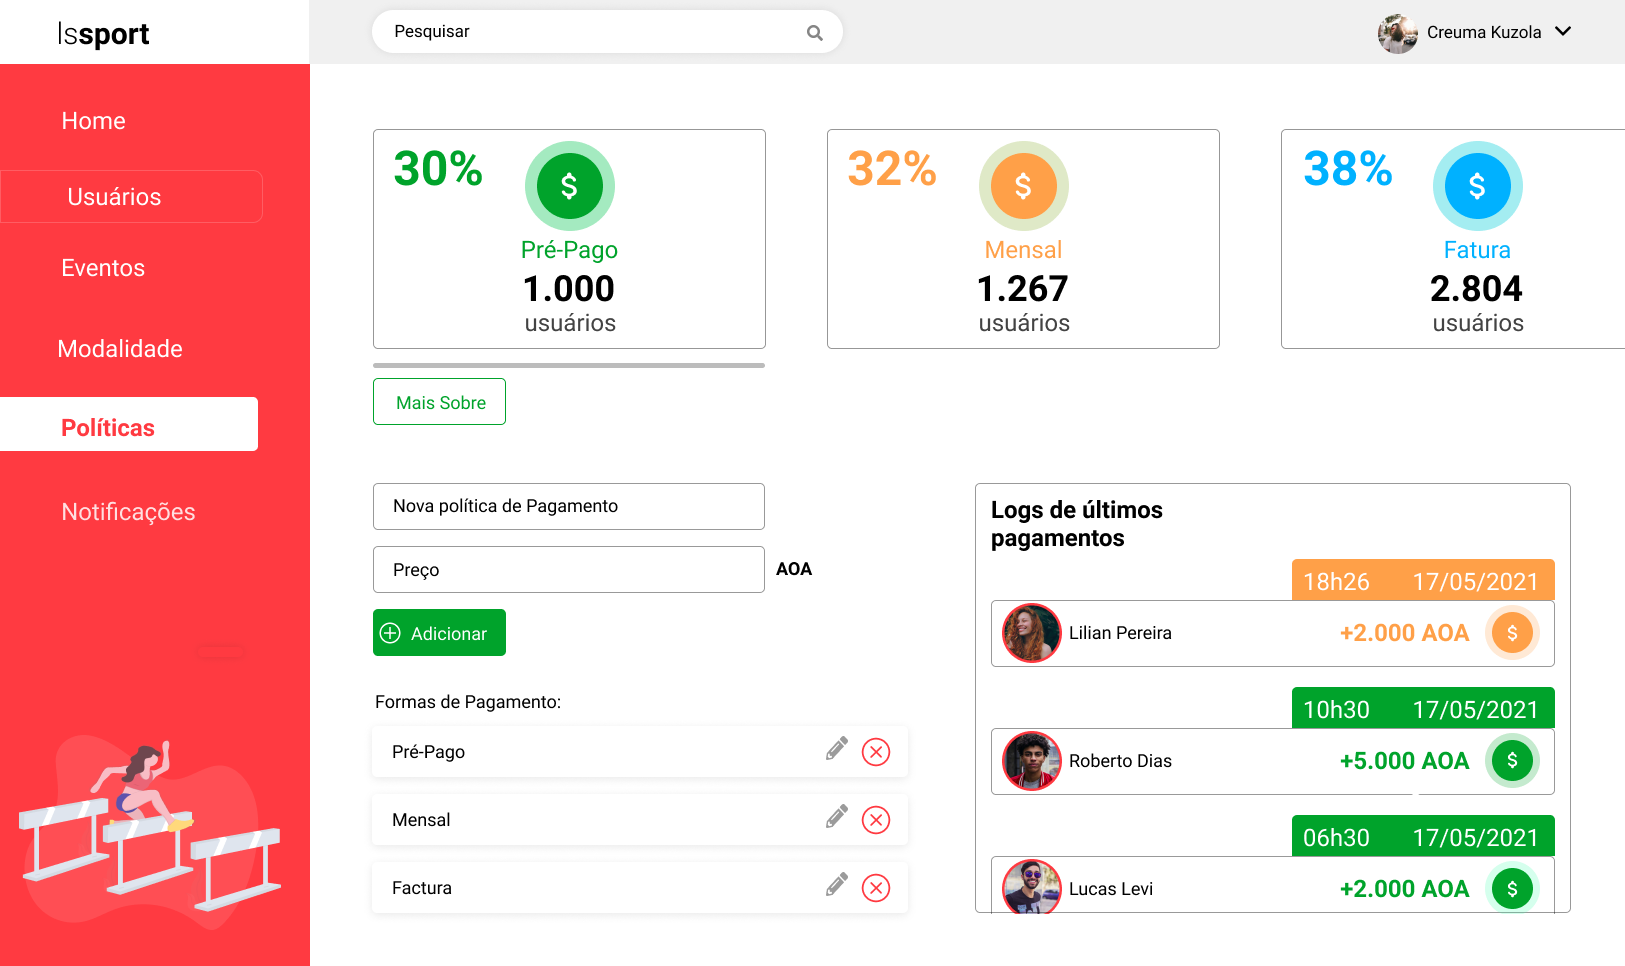 lssport
Pesquisar
Creuma Kuzola
Home
Usuários
Eventos
Modalidade
Políticas
Notificações
30%
$
Pré-Pago
1.000
usuários
32%
$
Mensal
1.267
usuários
38%
$
Fatura
2.804
usuários
Mais Sobre
Nova política de Pagamento
Preço
AOA
Adicionar
Formas de Pagamento:
Pré-Pago
Mensal
Factura
Logs de últimos
pagamentos
18h26 17/05/2021
Lilian Pereira +2.000 AOA $
10h30 17/05/2021
Roberto Dias +5.000 AOA $
06h30 17/05/2021
Lucas Levi +2.000 AOA $